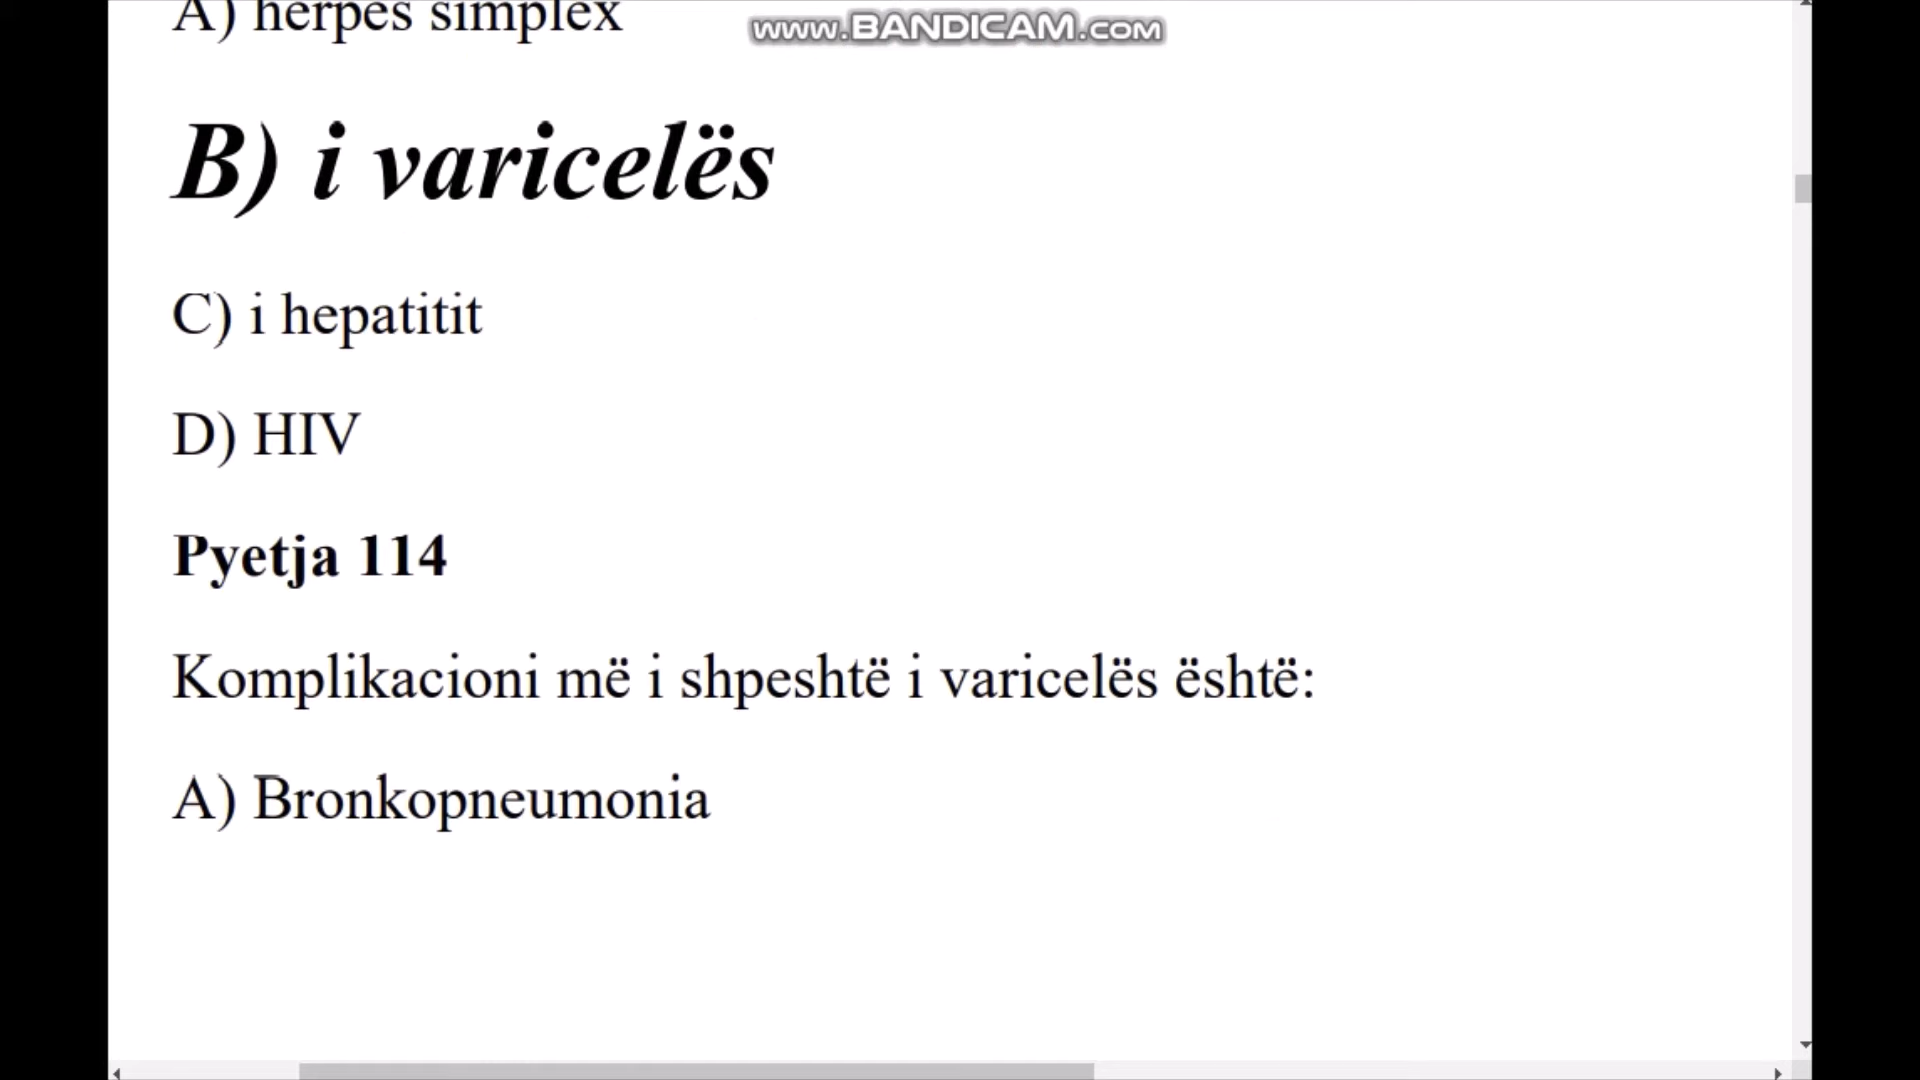 A) herpes simplex
www.BANDICAM.com
B) i varicelës
C) i hepatitit
D) HIV
Pyetja 114
Komplikacioni më i shpeshtë i varicelës është:
A) Bronkopneumonia